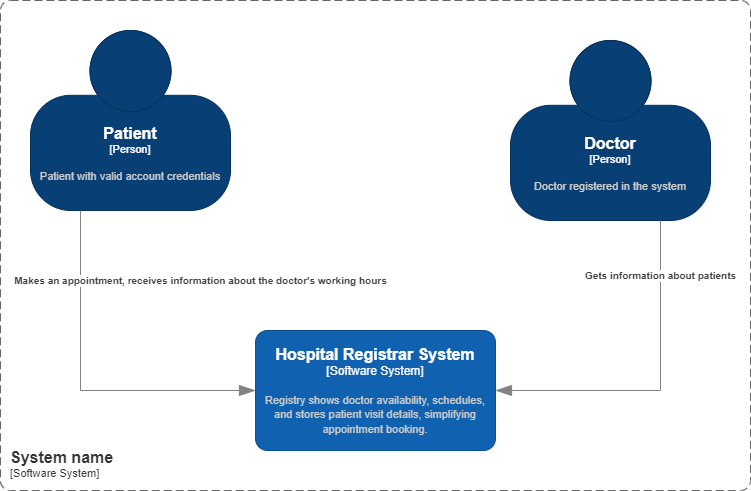 Patient
[Person]
Patient with valid account credentials
Doctor
[Person]
Doctor registered in the system
Makes an appointment, receives information about the doctor's working hours
Gets information about patients
Hospital Registrar System
[Software System]
Registry shows doctor availability, schedules,
and stores patient visit details, simplifying
appointment booking.
System name
[Software System]